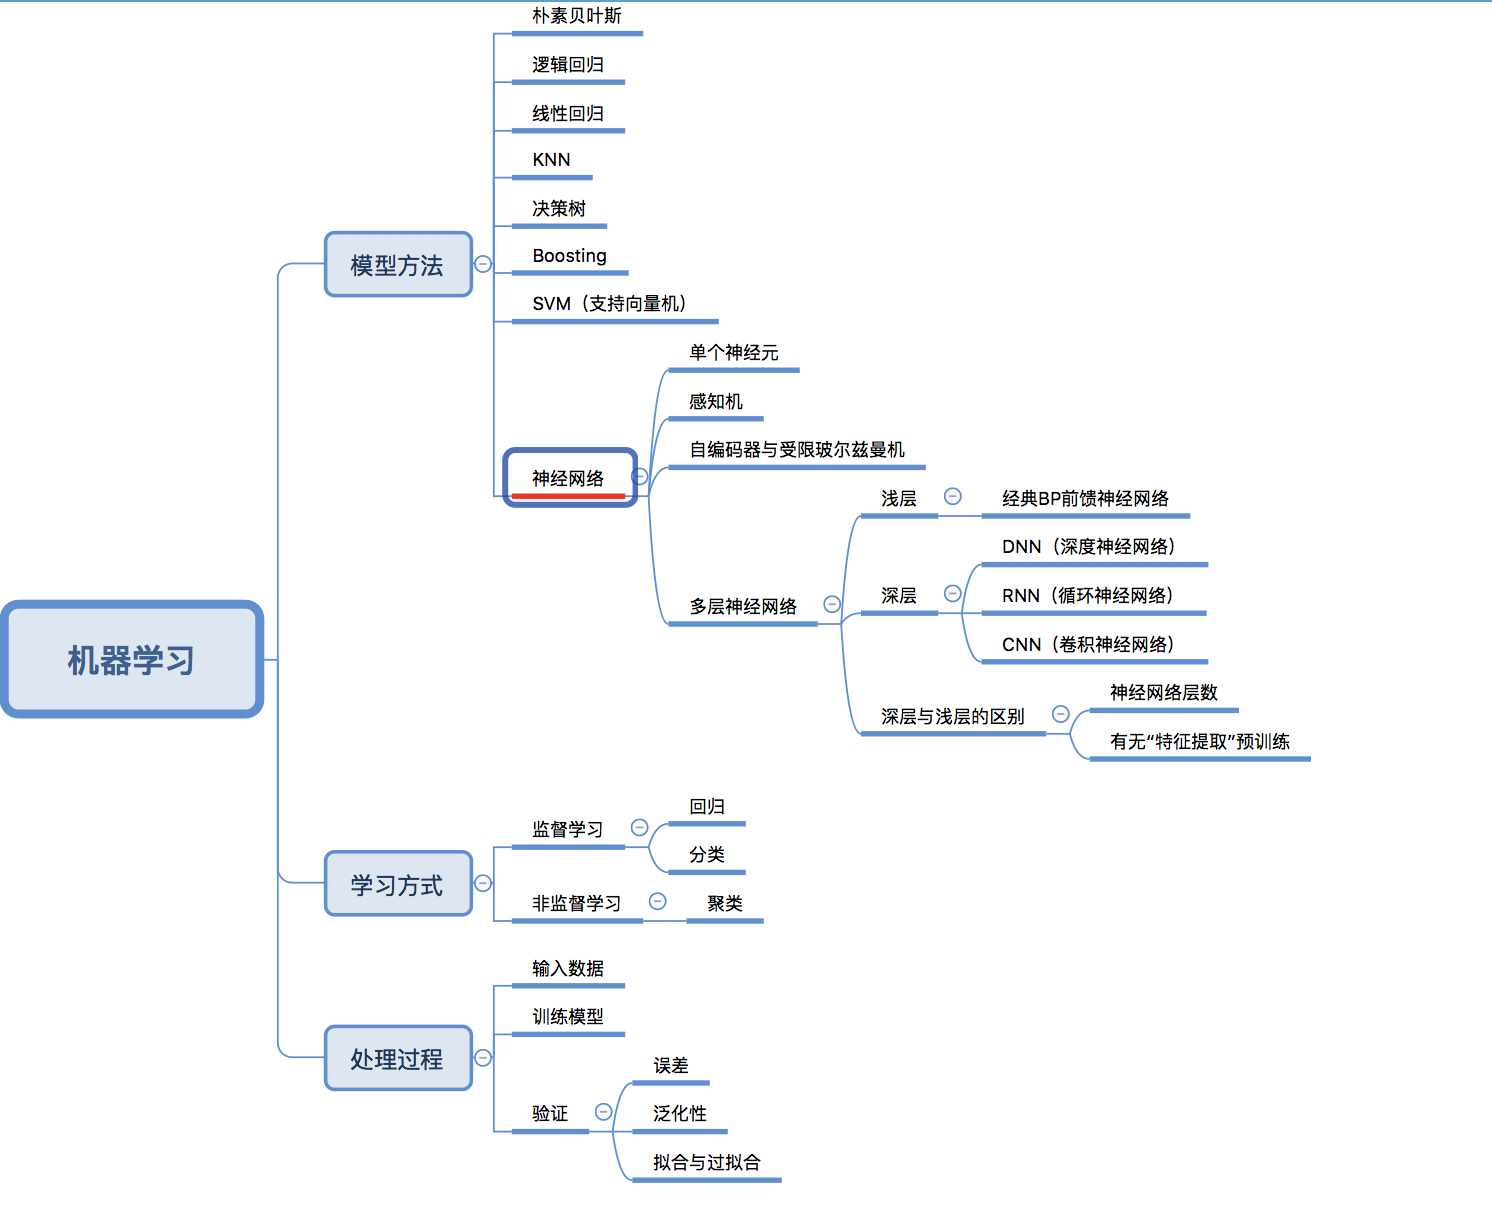 机器学习
模型方法
朴素贝叶斯
逻辑回归
线性回归
KNN
决策树
Boosting
SVM（支持向量机）
神经网络
单个神经元
感知机
自编码器与受限玻尔兹曼机
多层神经网络
浅层
经典BP前馈神经网络
深层
DNN（深度神经网络）
RNN（循环神经网络）
CNN（卷积神经网络）
深层与浅层的区别
神经网络层数
有无“特征提取”预训练
学习方式
监督学习
回归
分类
非监督学习
聚类
处理过程
输入数据
训练模型
验证
误差
泛化性
拟合与过拟合